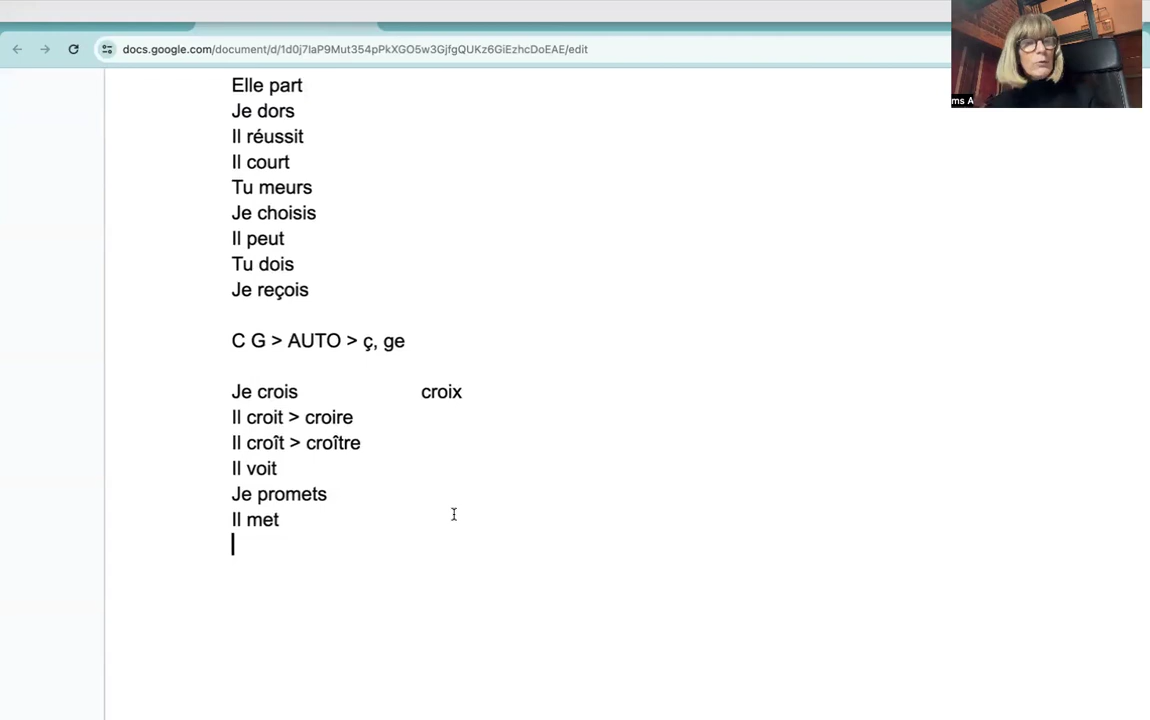 docs.google.com/document/d/1d0j7IaP9Mut354pPkXGO5w3GjfgQUKz6GiEzhcDoEAE/edit
ms A
Elle part
Je dors
Il réussit
Il court
Tu meurs
Je choisis
Il peut
Tu dois
Je reçois
C G > AUTO > ç, ge
Je crois croix
Il croit > croire
Il croît > croître
Il voit
Je promets
Il met